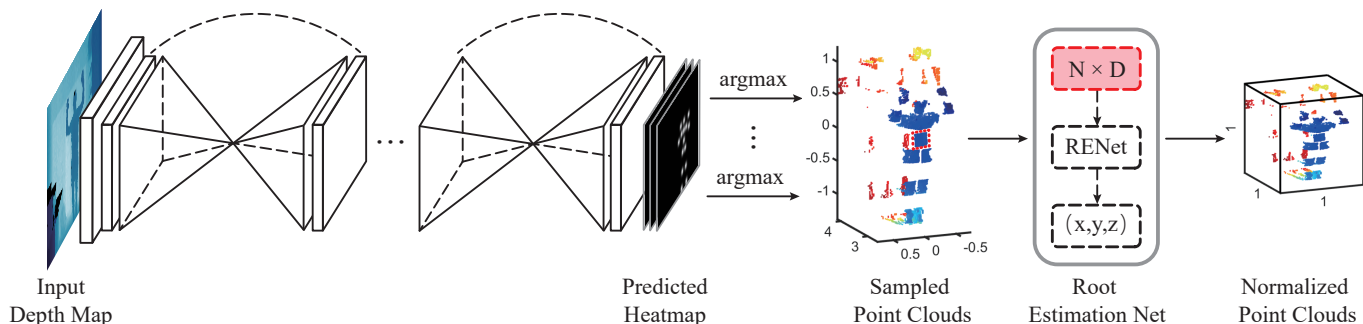 argmax
argmax
1
0.5
0
-0.5
-1
4
3
0.5
0
-0.5
N × D
RENet
(x,y,z)
1
1
1
Input
Depth Map
Predicted
Heatmap
Sampled
Point Clouds
Root
Estimation Net
Normalized
Point Clouds